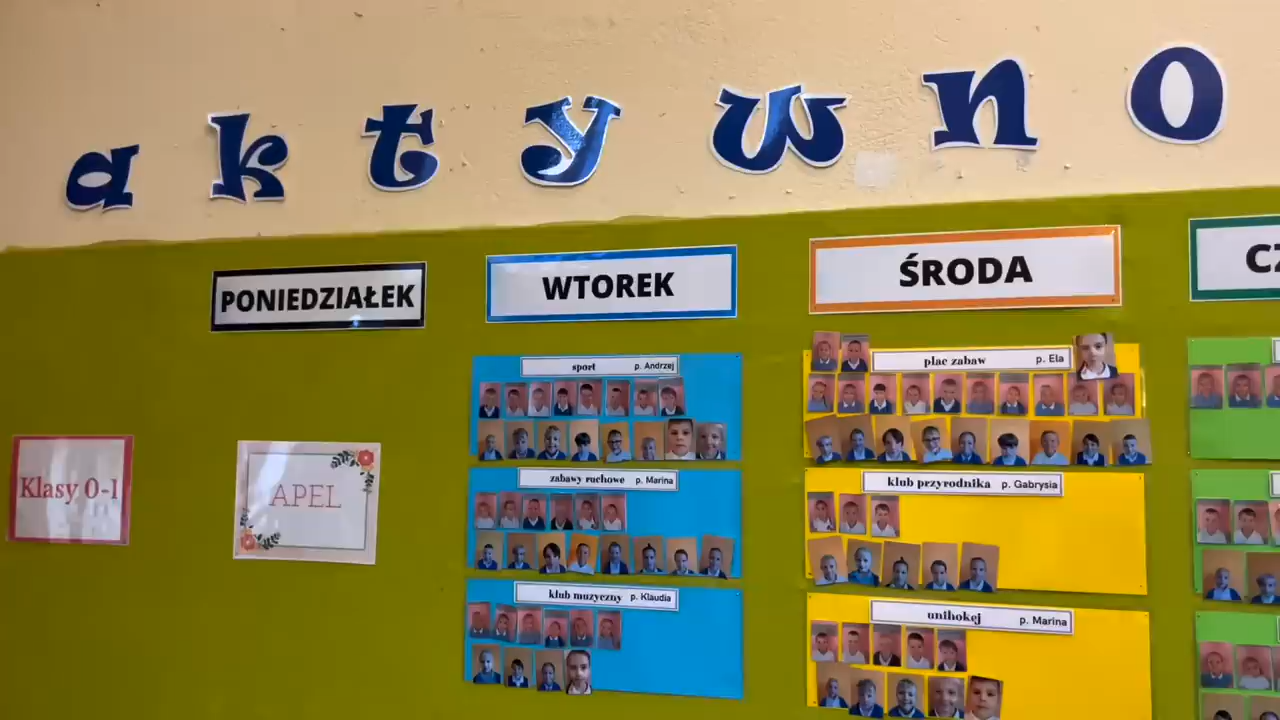 aktywno
PONIEDZIAŁEK
WTOREK
ŚRODA
Klasy 0-1
APEL
sport p. Andrzej
zabawy ruchowe p. Marina
klub muzyczny p. Klaudia
plac zabaw p. Ela
klub przyrodnika p. Gabrysia
unihokej p. Marina